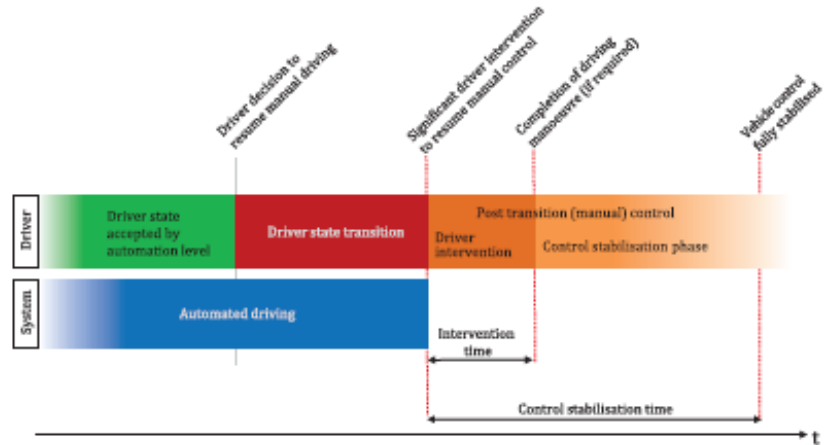 Driver decision to
resume manual driving
Significant driver intervention
to resume manual control
Completion of driving
manoeuvre (if required)
Vehicle control
fully stabilised
Driver
Driver state
accepted by
automation level
Driver state transition
Post transition (manual) control
Driver
intervention
Control stabilisation phase
System
Automated driving
Intervention
time
Control stabilisation time
t